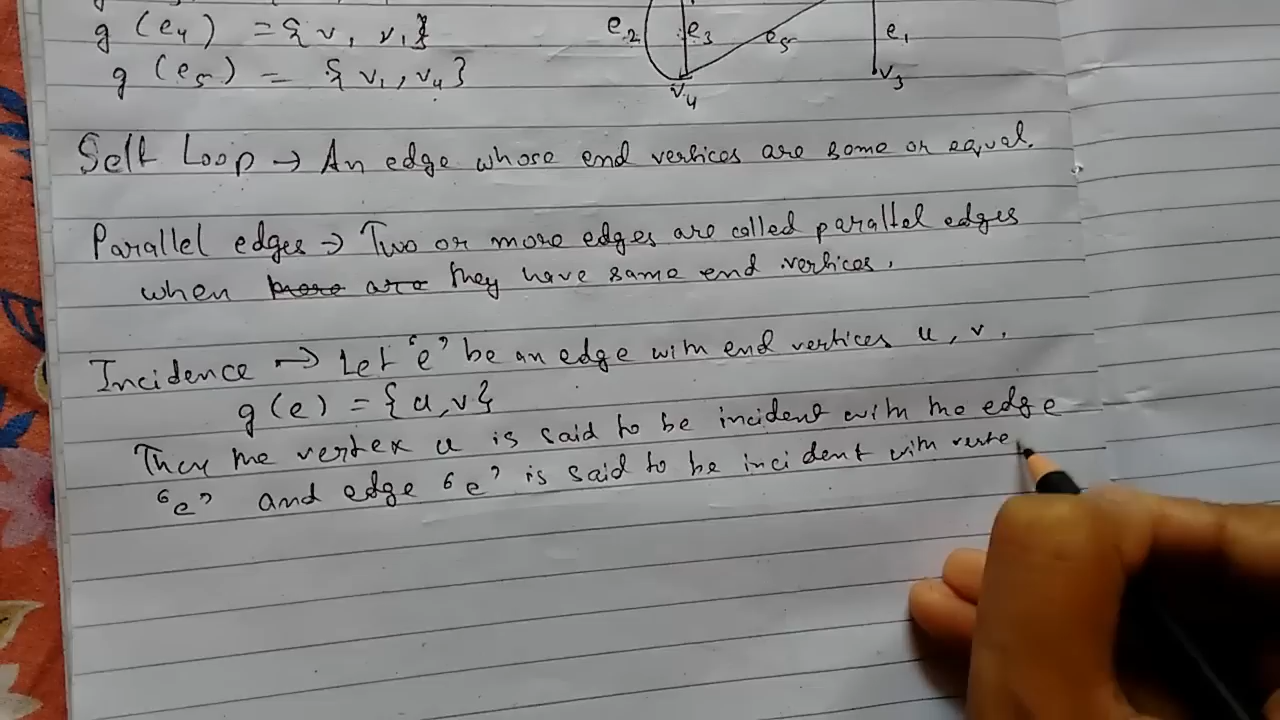 g (e4) = {v, v1}
g (e5) = {v1, v4}
e2 e3 e5 e1
v4 v3
Self Loop → An edge whose end vertices are same or equal.
Parallel edges → Two or more edges are called parallel edges
when they have same end vertices.
Incidence → Let "e" be an edge with end vertices u, v.
g(e) = {u, v}
Then the vertex u is said to be incident with the edge
"e" and edge "e" is said to be incident with verte